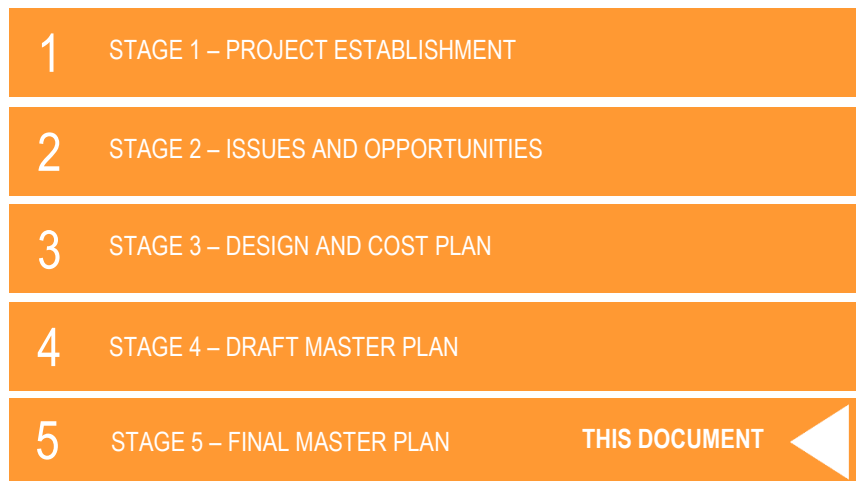 1 STAGE 1 – PROJECT ESTABLISHMENT
2 STAGE 2 – ISSUES AND OPPORTUNITIES
3 STAGE 3 – DESIGN AND COST PLAN
4 STAGE 4 – DRAFT MASTER PLAN
5 STAGE 5 – FINAL MASTER PLAN THIS DOCUMENT